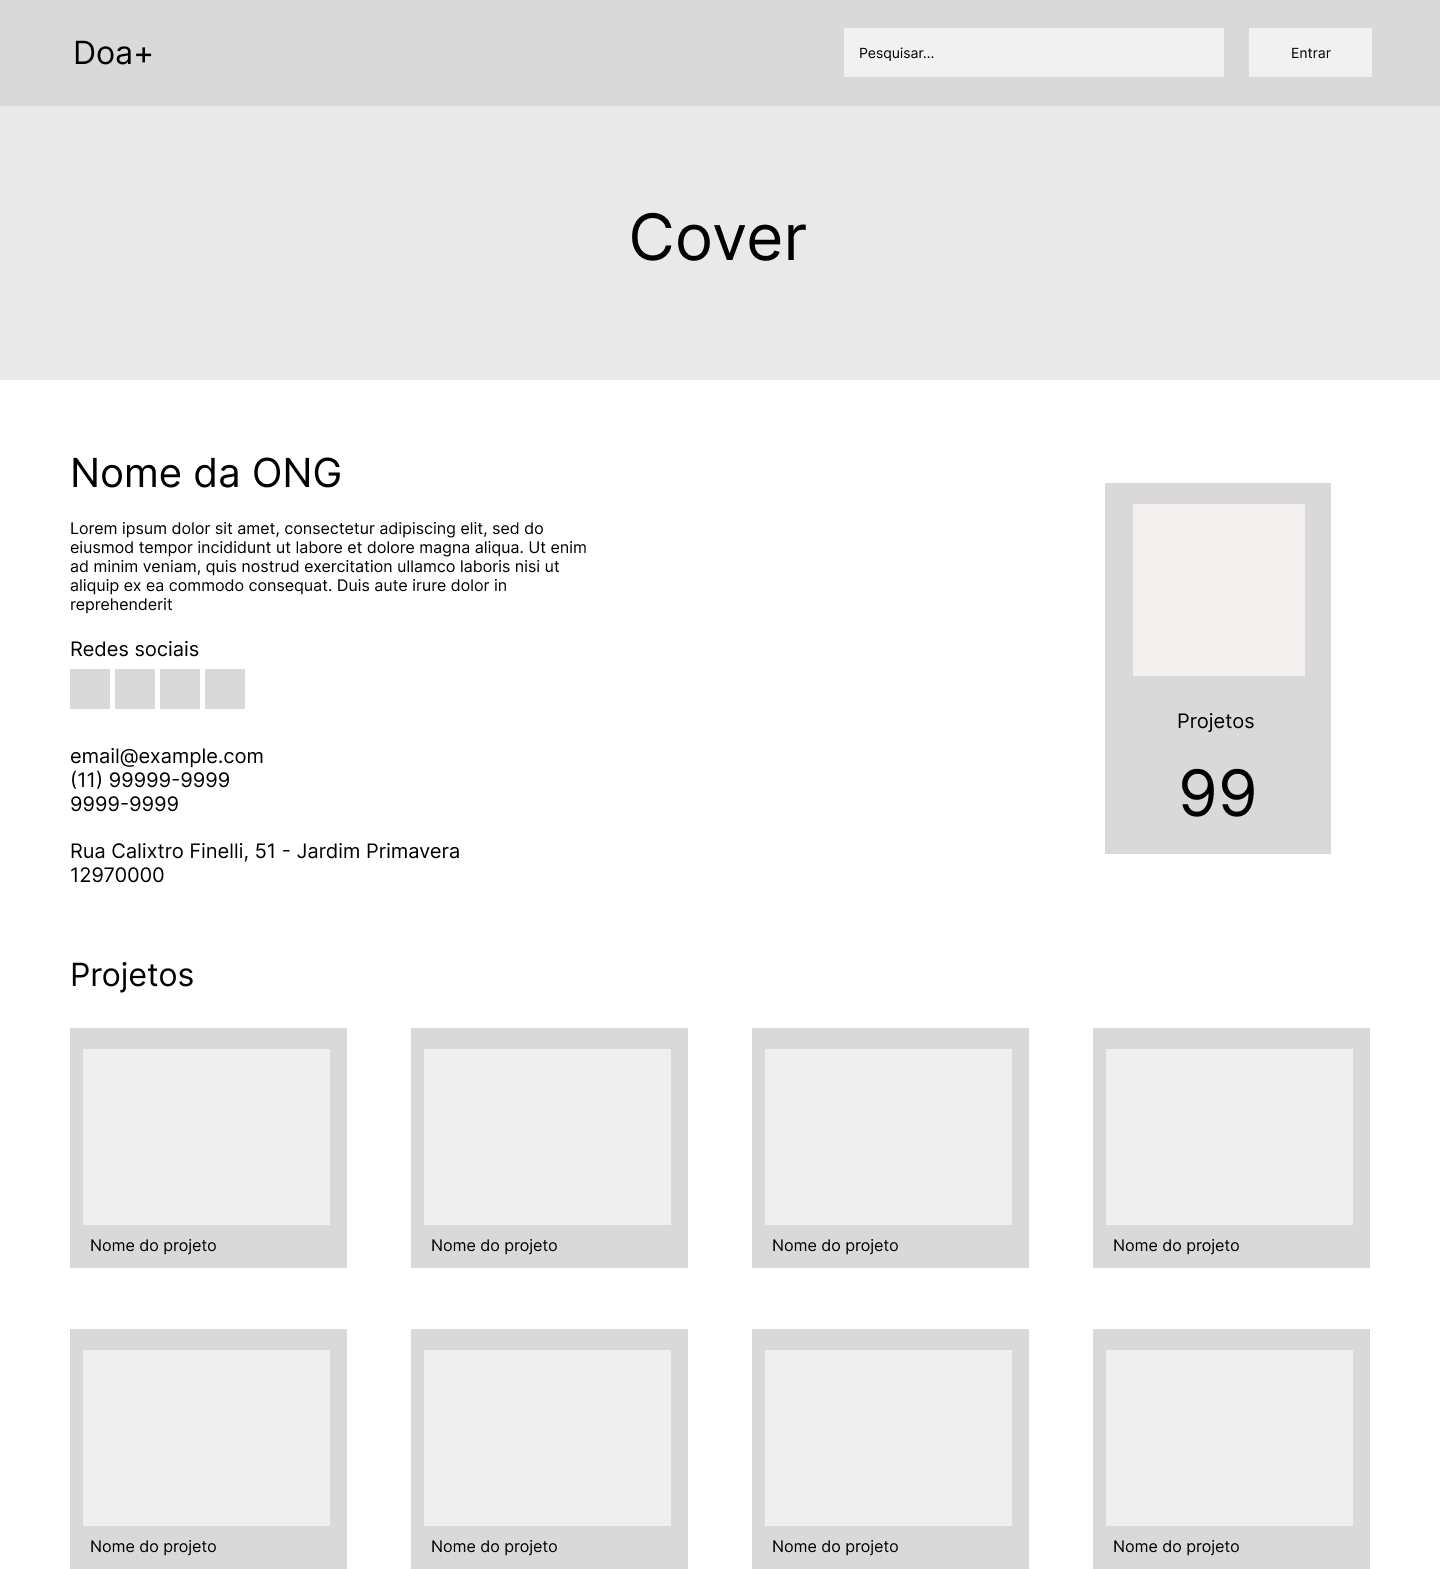 Doa+
Pesquisar...
Entrar
Cover
Nome da ONG
Lorem ipsum dolor sit amet, consectetur adipiscing elit, sed do
eiusmod tempor incididunt ut labore et dolore magna aliqua. Ut enim
ad minim veniam, quis nostrud exercitation ullamco laboris nisi ut
aliquip ex ea commodo consequat. Duis aute irure dolor in
reprehenderit
Redes sociais
email@example.com
(11) 99999-9999
9999-9999
Rua Calixtro Finelli, 51 - Jardim Primavera
12970000
Projetos
99
Projetos
Nome do projeto
Nome do projeto
Nome do projeto
Nome do projeto
Nome do projeto
Nome do projeto
Nome do projeto
Nome do projeto